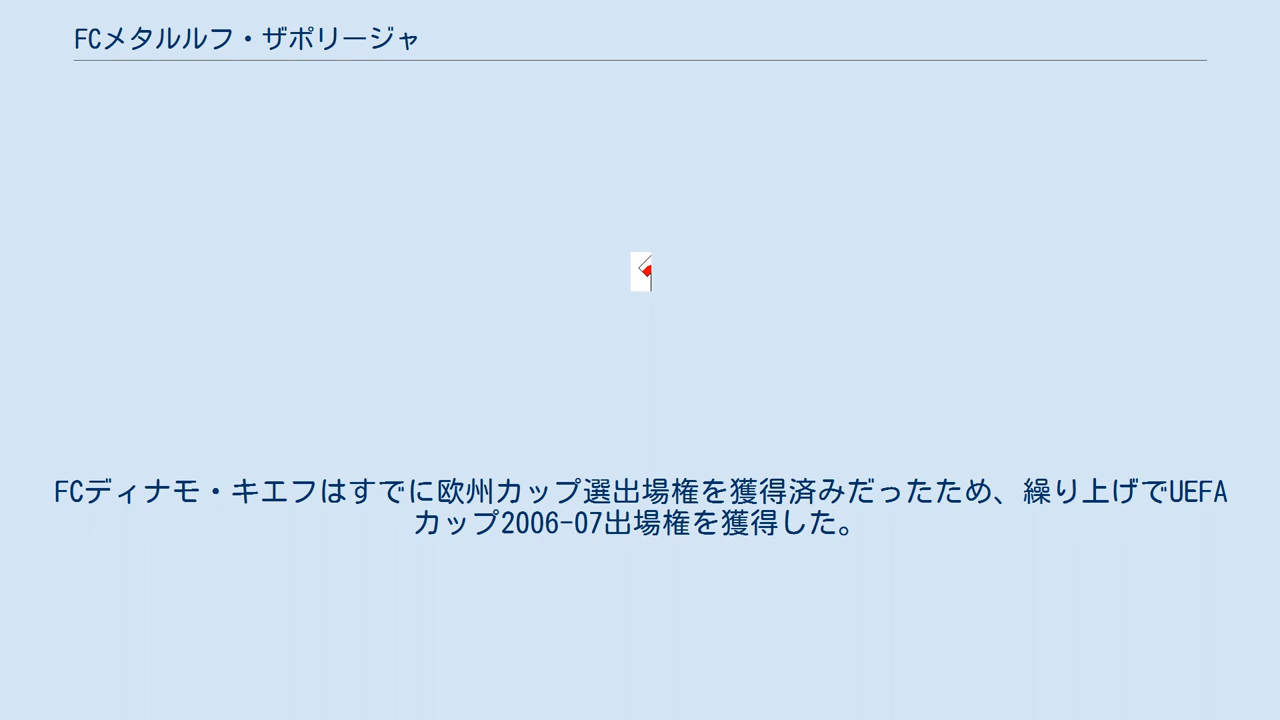 FCメタルルフ・ザポリージャ
FCディナモ・キエフはすでに欧州カップ選出場権を獲得済みだったため、繰り上げでUEFA
カップ2006-07出場権を獲得した。